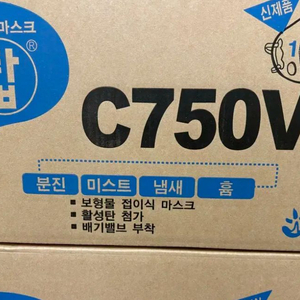 마스크
신제품
®
C750V
분진 미스트 냄새 흄
■ 보형물 접이식 마스크
■ 활성탄 첨가
■ 배기밸브 부착